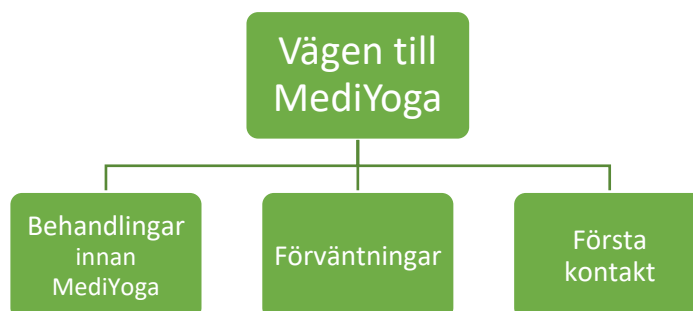 Vägen till
MediYoga
Behandlingar
innan
MediYoga
Förväntningar
Första
kontakt